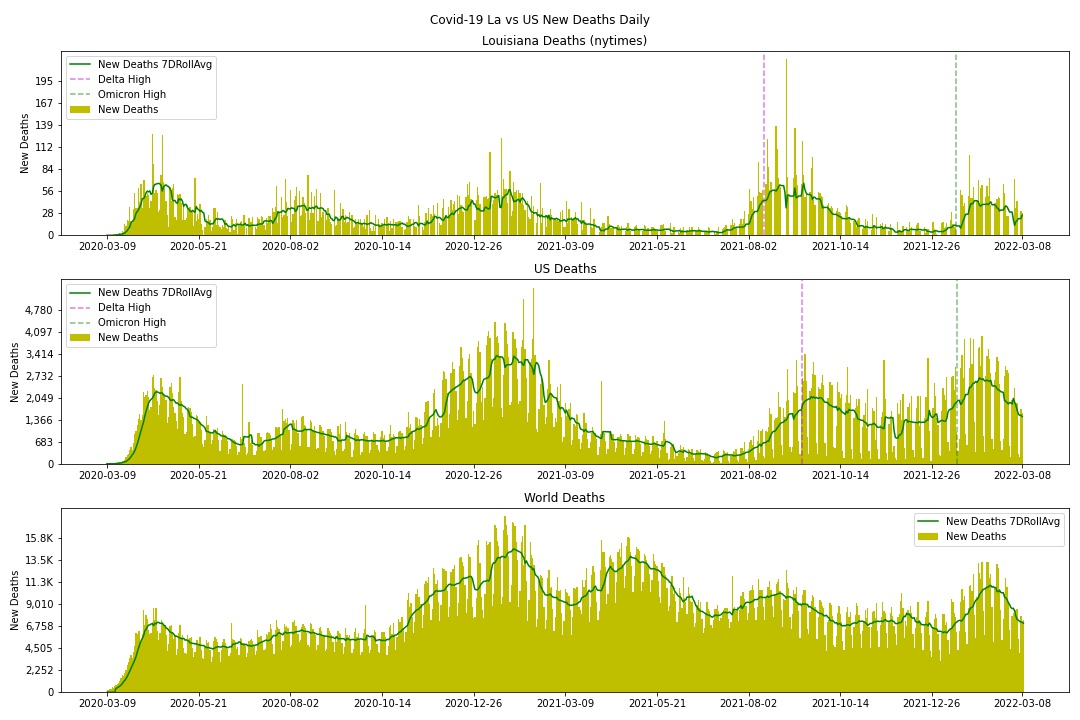 Covid-19 La vs US New Deaths Daily
Louisiana Deaths (nytimes)
New Deaths 7DRollAvg
Delta High
Omicron High
New Deaths
New Deaths
195
167
139
112
84
56
28
0
2020-03-09 2020-05-21 2020-08-02 2020-10-14 2020-12-26 2021-03-09 2021-05-21 2021-08-02 2021-10-14 2021-12-26 2022-03-08
US Deaths
New Deaths 7DRollAvg
Delta High
Omicron High
New Deaths
New Deaths
4,780
4,097
3,414
2,732
2,049
1,366
683
0
2020-03-09 2020-05-21 2020-08-02 2020-10-14 2020-12-26 2021-03-09 2021-05-21 2021-08-02 2021-10-14 2021-12-26 2022-03-08
World Deaths
New Deaths 7DRollAvg
New Deaths
New Deaths
15.8K
13.5K
11.3K
9,010
6,758
4,505
2,252
0
2020-03-09 2020-05-21 2020-08-02 2020-10-14 2020-12-26 2021-03-09 2021-05-21 2021-08-02 2021-10-14 2021-12-26 2022-03-08